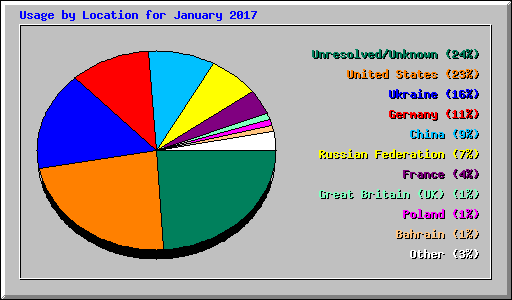 Usage by Location for January 2017
Unresolved/Unknown (24%)
United States (23%)
Ukraine (16%)
Germany (11%)
China (9%)
Russian Federation (7%)
France (4%)
Great Britain (UK) (1%)
Poland (1%)
Bahrain (1%)
Other (3%)